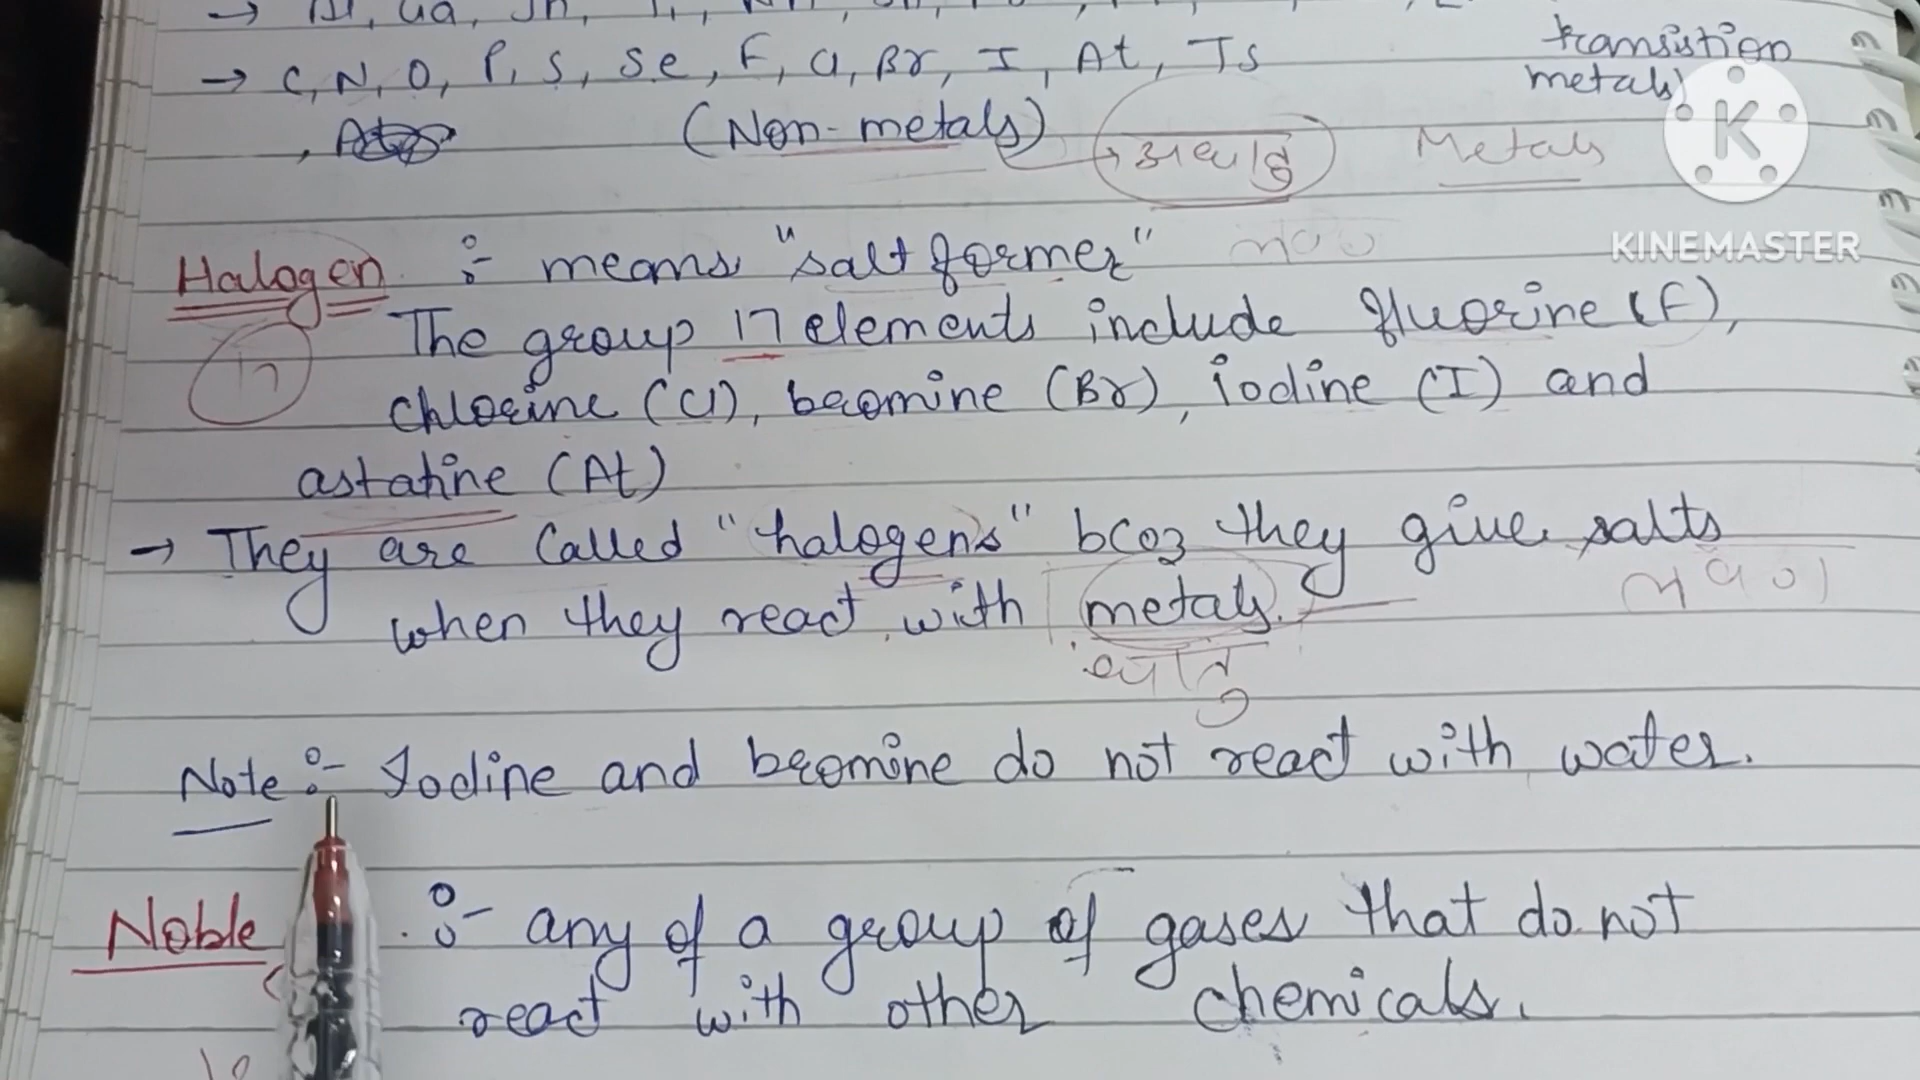 → C, N, O, P, S, Se, F, Cl, Br, I, At, Ts
transistion
metals)
(Non-metals) → अधातु
Metals
K
KINEMASTER
Halogen :- means "salt former"
17
The group 17 elements include fluorine (F),
chlorine (Cl), bromine (Br), iodine (I) and
astatine (At)
→ They are called "halogens" bcoz they give salts
when they react with metals.
धातु
Note :- Iodine and bromine do not react with water.
Noble :- any of a group of gases that do not
react with other chemicals.